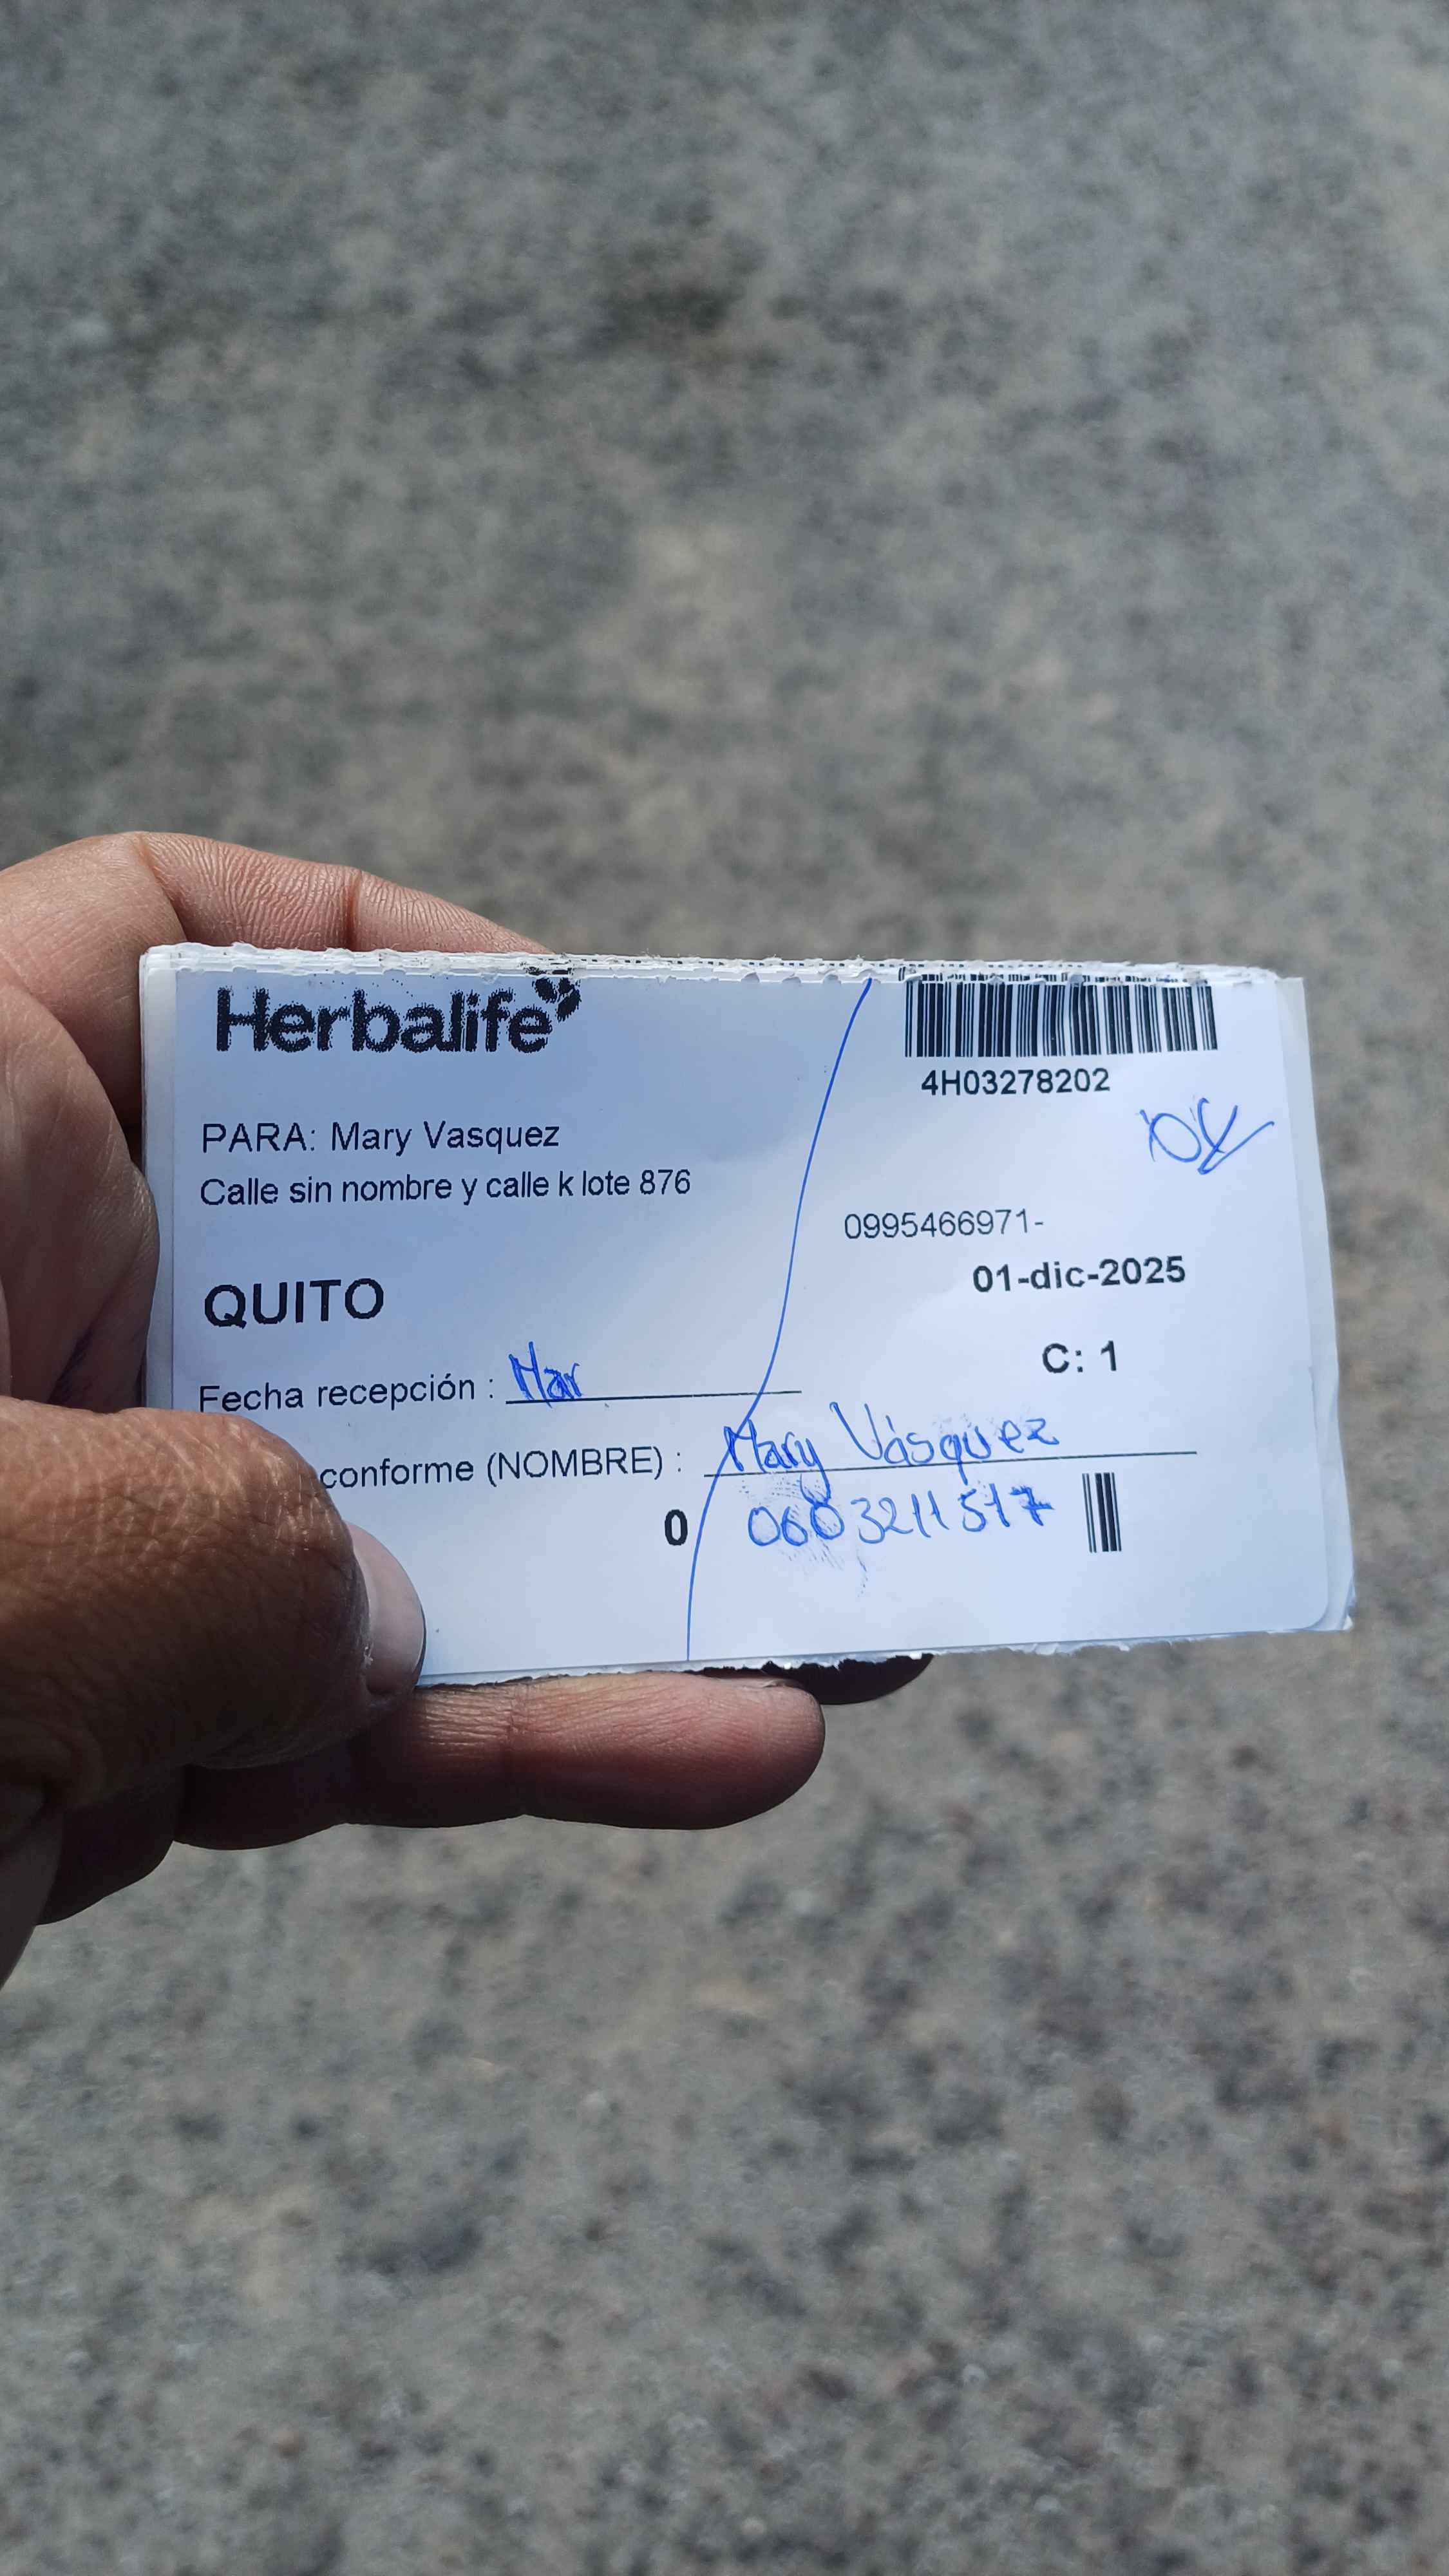 Herbalife
4H03278202
PARA: Mary Vasquez
Calle sin nombre y calle k lote 876
0995466971-
01-dic-2025
QUITO
C: 1
Fecha recepción : Mar
conforme (NOMBRE) : Mary Vásquez
0 0603211517